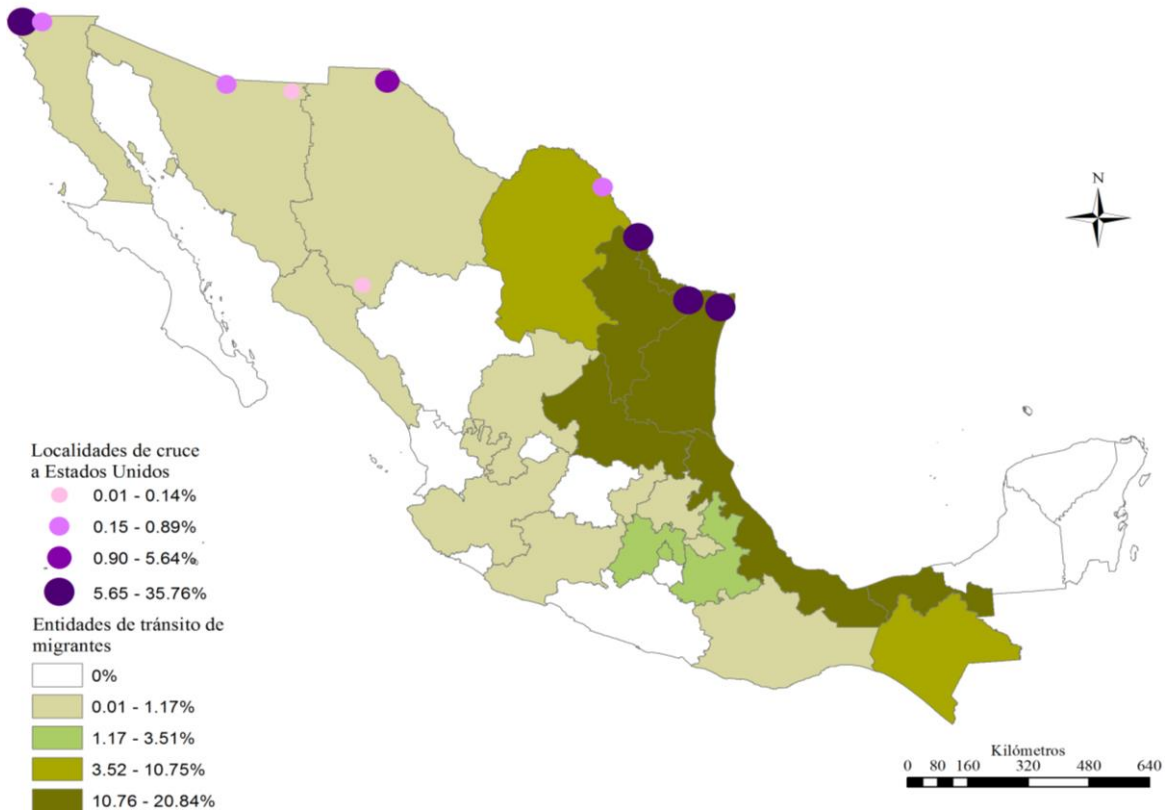 N
Localidades de cruce
a Estados Unidos
0.01 - 0.14%
0.15 - 0.89%
0.90 - 5.64%
5.65 - 35.76%
Entidades de tránsito de
migrantes
0%
0.01 - 1.17%
1.17 - 3.51%
3.52 - 10.75%
10.76 - 20.84%
Kilómetros
0 80 160 320 480 640